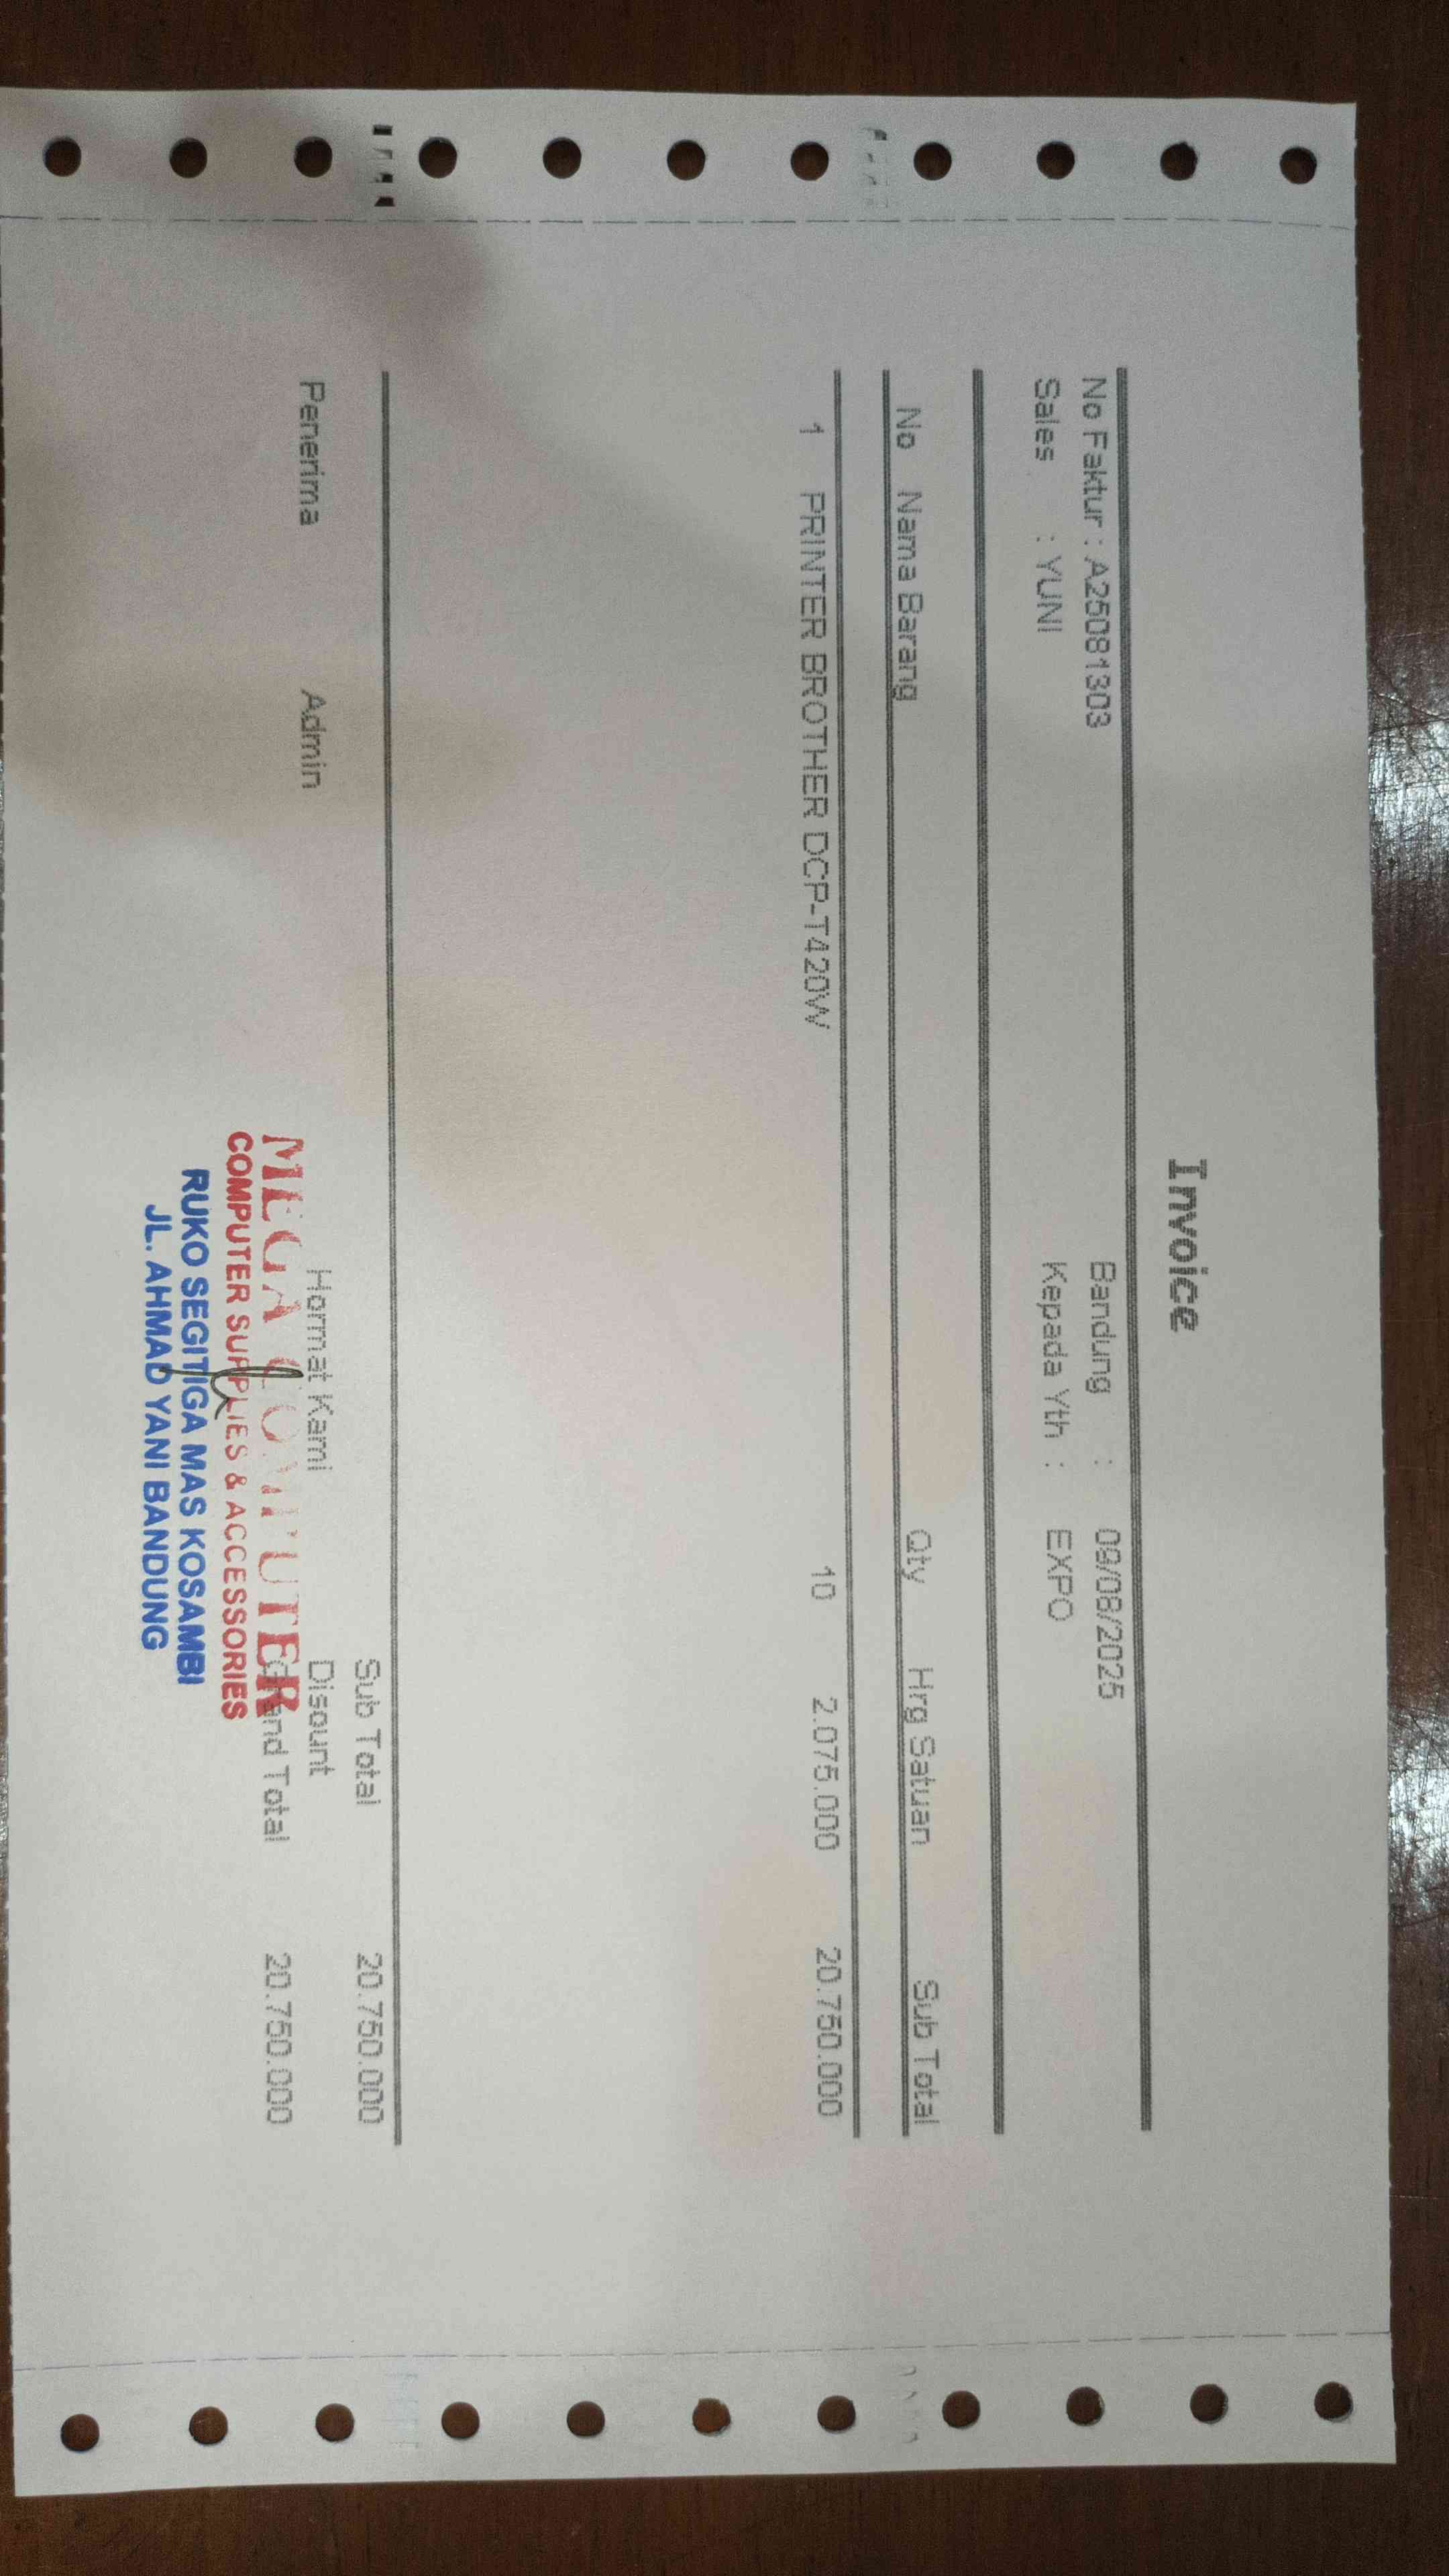 Invoice
No Faktur : A25081303 Bandung : 09/08/2025
Sales : YUNI Kepada Yth : EXPO
No Nama Barang Qty Hrg Satuan Sub Total
1 PRINTER BROTHER DCP-T420W 10 2.075.000 20.750.000
Sub Total 20.750.000
Penerima Admin Hormat Kami Disount
Grand Total 20.750.000
MEGA COMPUTER
COMPUTER SUPPLIES & ACCESSORIES
RUKO SEGITIGA MAS KOSAMBI
JL. AHMAD YANI BANDUNG